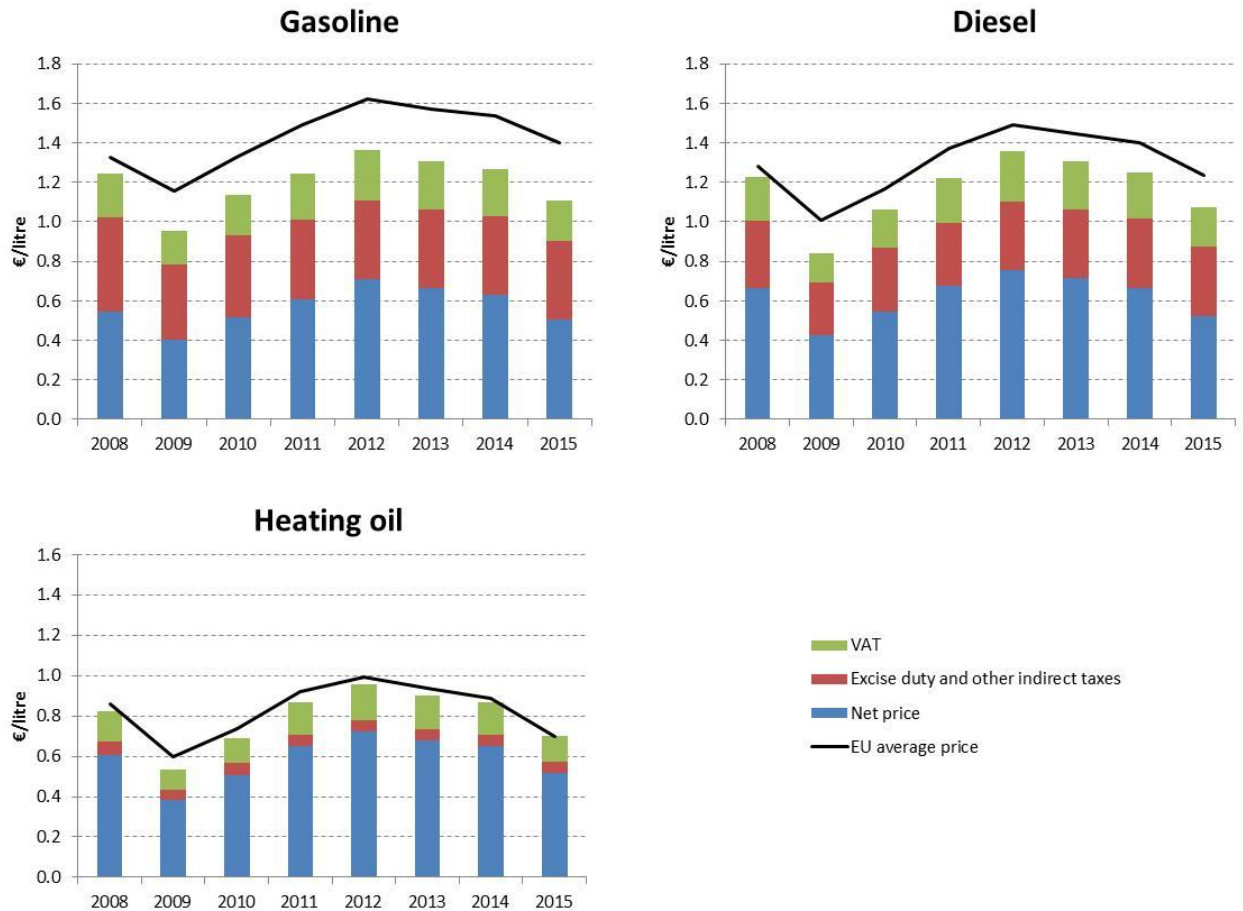 Gasoline
1.8
1.6
1.4
1.2
1.0
0.8
0.6
0.4
0.2
0.0
€/litre
2008 2009 2010 2011 2012 2013 2014 2015
Diesel
1.8
1.6
1.4
1.2
1.0
0.8
0.6
0.4
0.2
0.0
€/litre
2008 2009 2010 2011 2012 2013 2014 2015
Heating oil
1.6
1.4
1.2
1.0
0.8
0.6
0.4
0.2
0.0
€/litre
2008 2009 2010 2011 2012 2013 2014 2015
VAT
Excise duty and other indirect taxes
Net price
EU average price